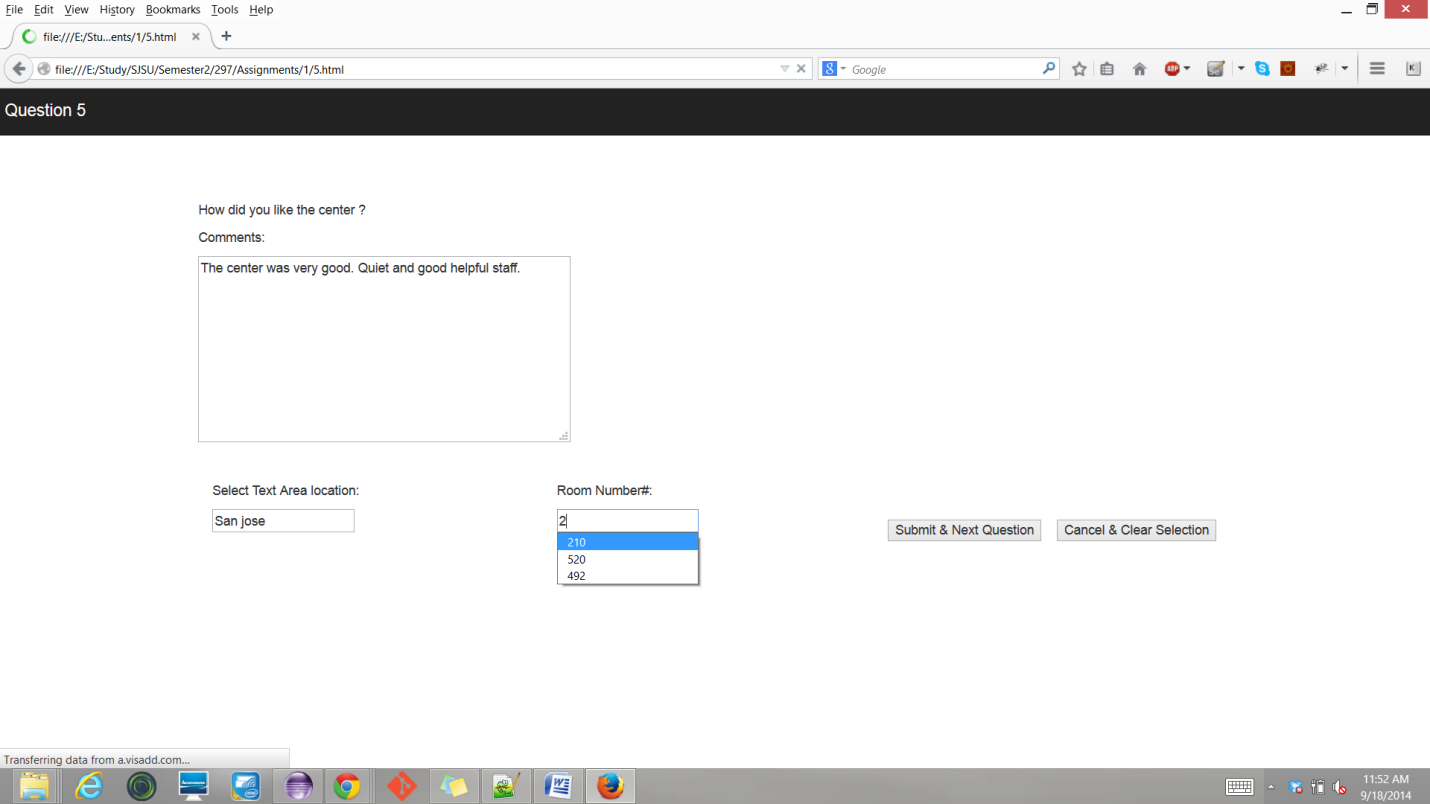 File Edit View History Bookmarks Tools Help
file:///E:/Stu...ents/1/5.html
file:///E:/Study/SJSU/Semester2/297/Assignments/1/5.html
Google
ABP
Question 5
How did you like the center ?
Comments:
The center was very good. Quiet and good helpful staff.
Select Text Area location: Room Number#:
San jose 2
Submit & Next Question Cancel & Clear Selection
210
520
492
Transferring data from a.visadd.com...
11:52 AM
9/18/2014